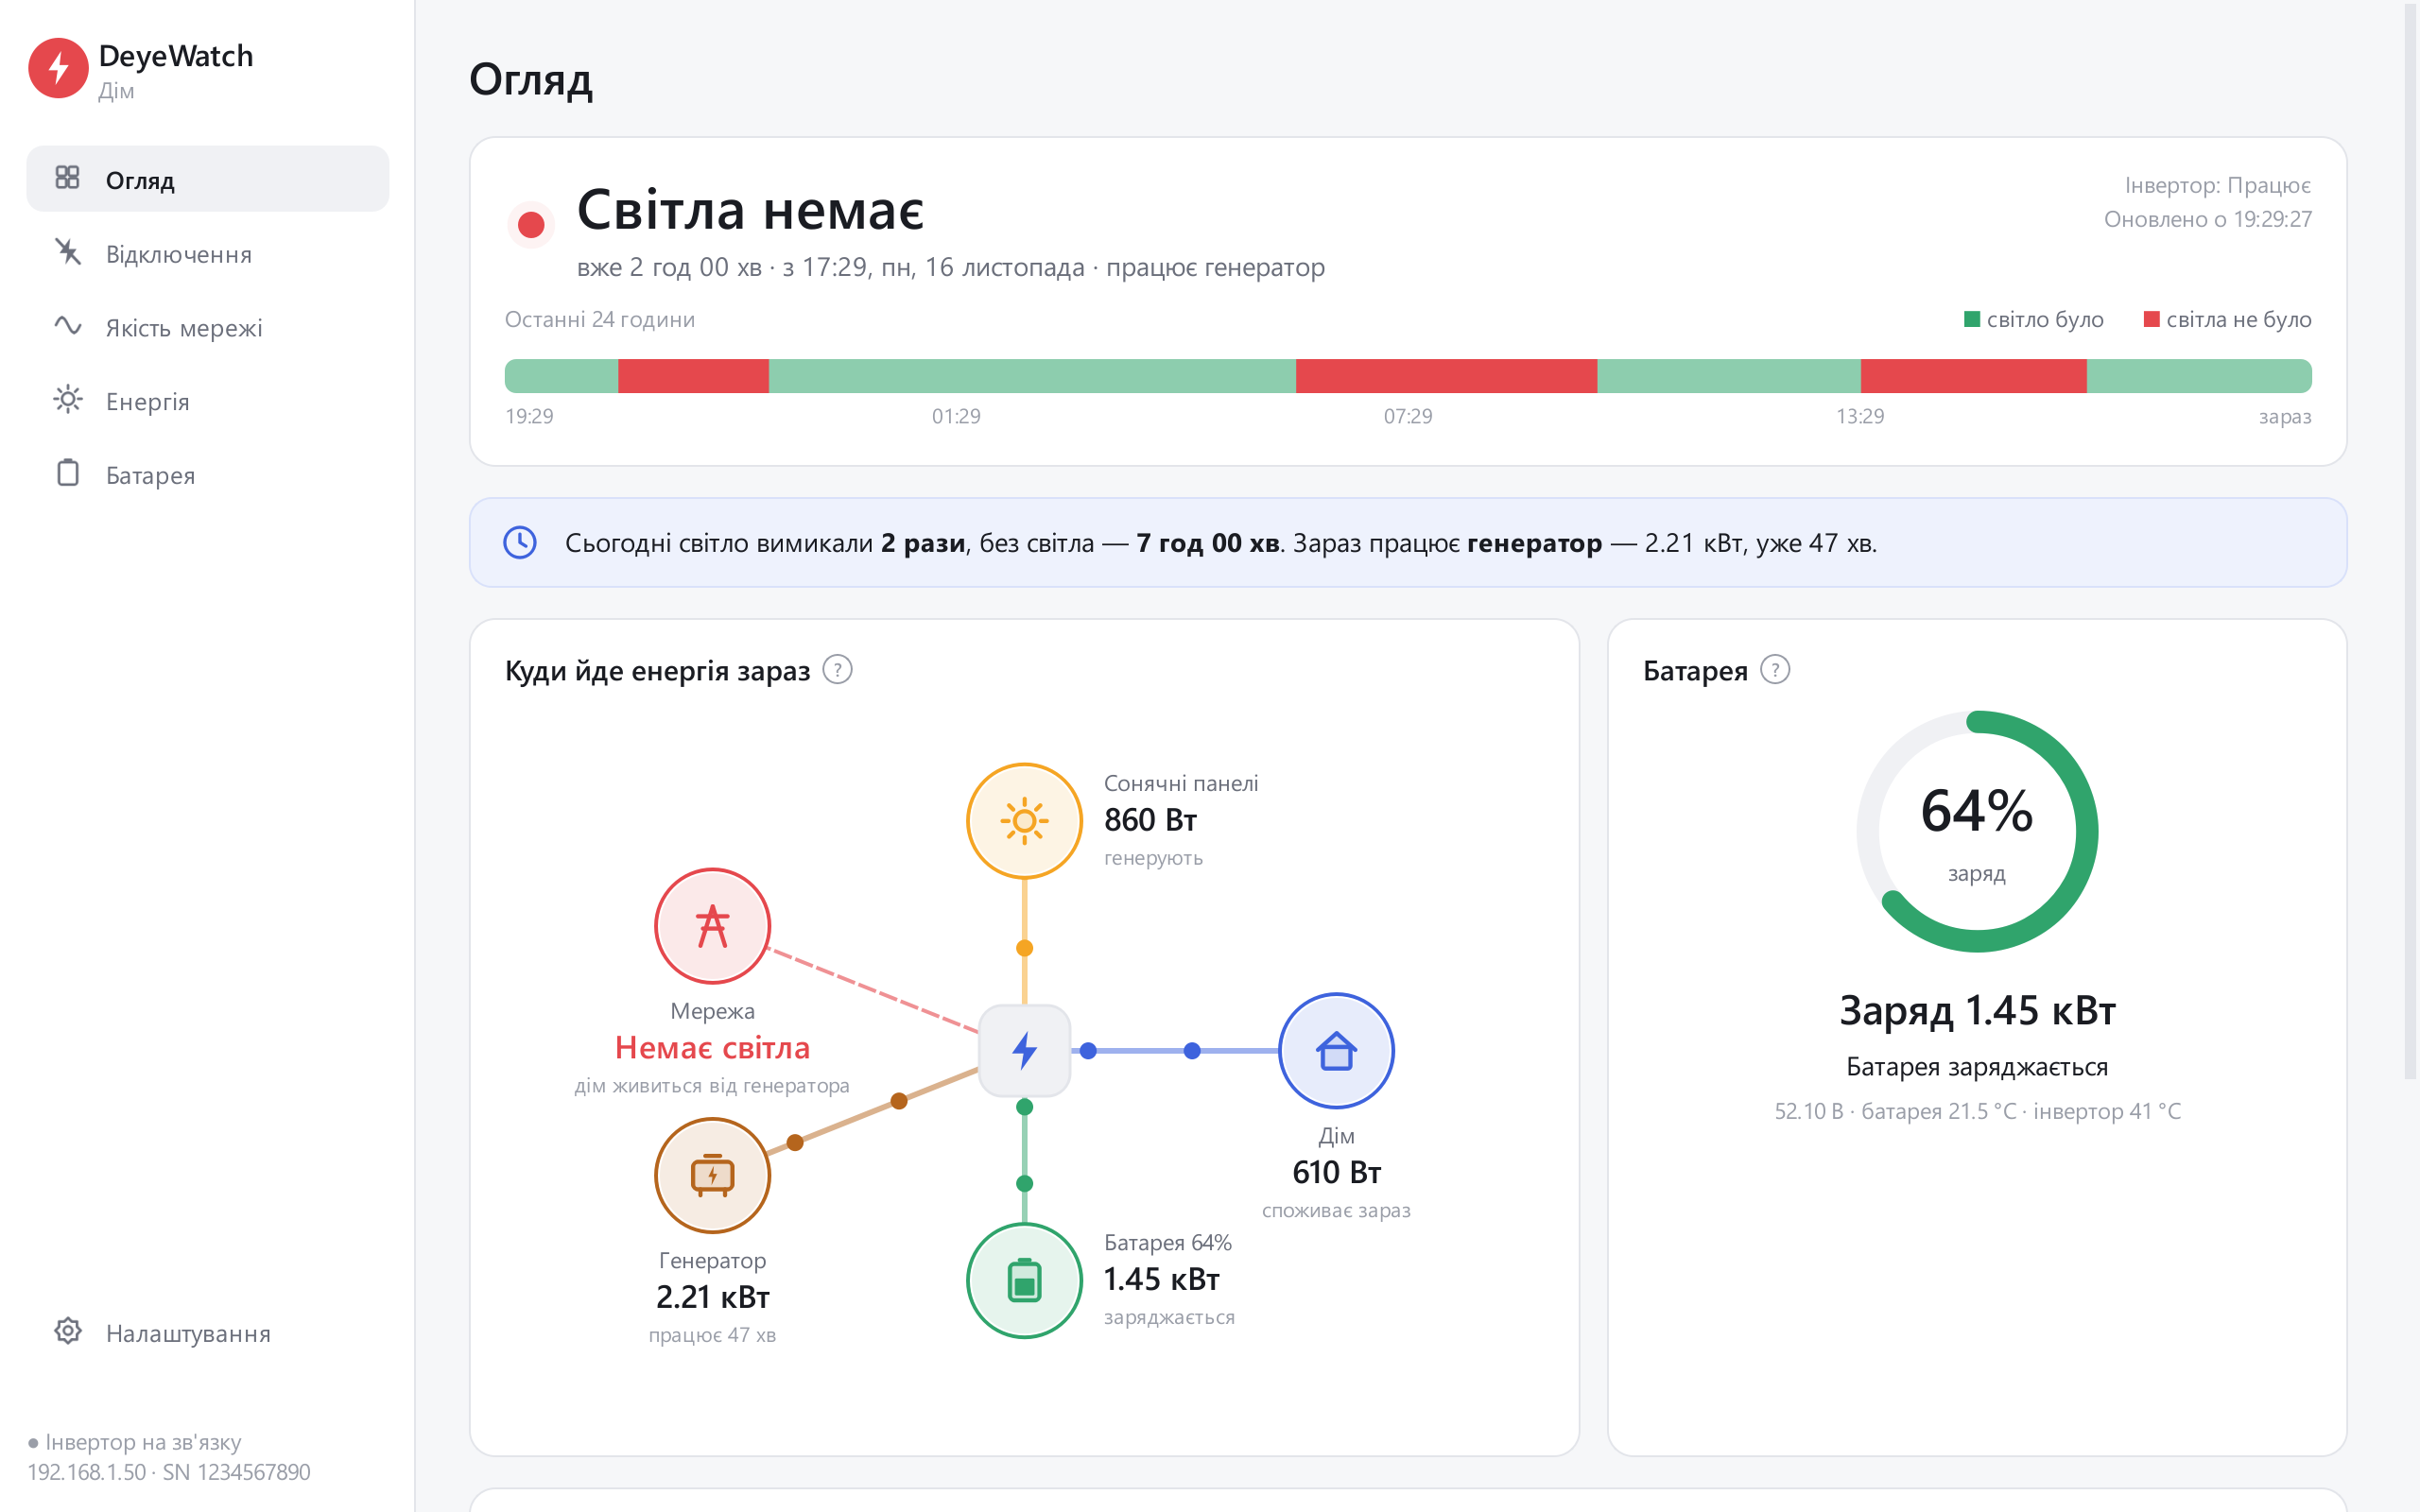 DeyeWatch
Дім
Огляд
Відключення
Якість мережі
Енергія
Батарея
Налаштування
Інвертор на зв'язку
192.168.1.50 · SN 1234567890
Огляд
Світла немає
вже 2 год 00 хв · з 17:29, пн, 16 листопада · працює генератор
Інвертор: Працює
Оновлено о 19:29:27
Останні 24 години
світло було
світла не було
19:29
01:29
07:29
13:29
зараз
Сьогодні світло вимикали 2 рази, без світла — 7 год 00 хв. Зараз працює генератор — 2.21 кВт, уже 47 хв.
Куди йде енергія зараз ?
Сонячні панелі
860 Вт
генерують
Мережа
Немає світла
дім живиться від генератора
Дім
610 Вт
споживає зараз
Генератор
2.21 кВт
працює 47 хв
Батарея 64%
1.45 кВт
заряджається
Батарея ?
64%
заряд
Заряд 1.45 кВт
Батарея заряджається
52.10 В · батарея 21.5 °C · інвертор 41 °C